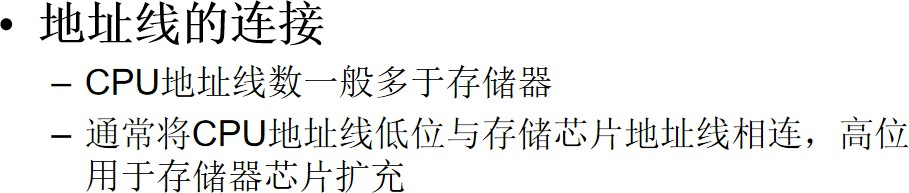 • 地址线的连接
– CPU地址线数一般多于存储器
– 通常将CPU地址线低位与存储芯片地址线相连，高位
用于存储器芯片扩充